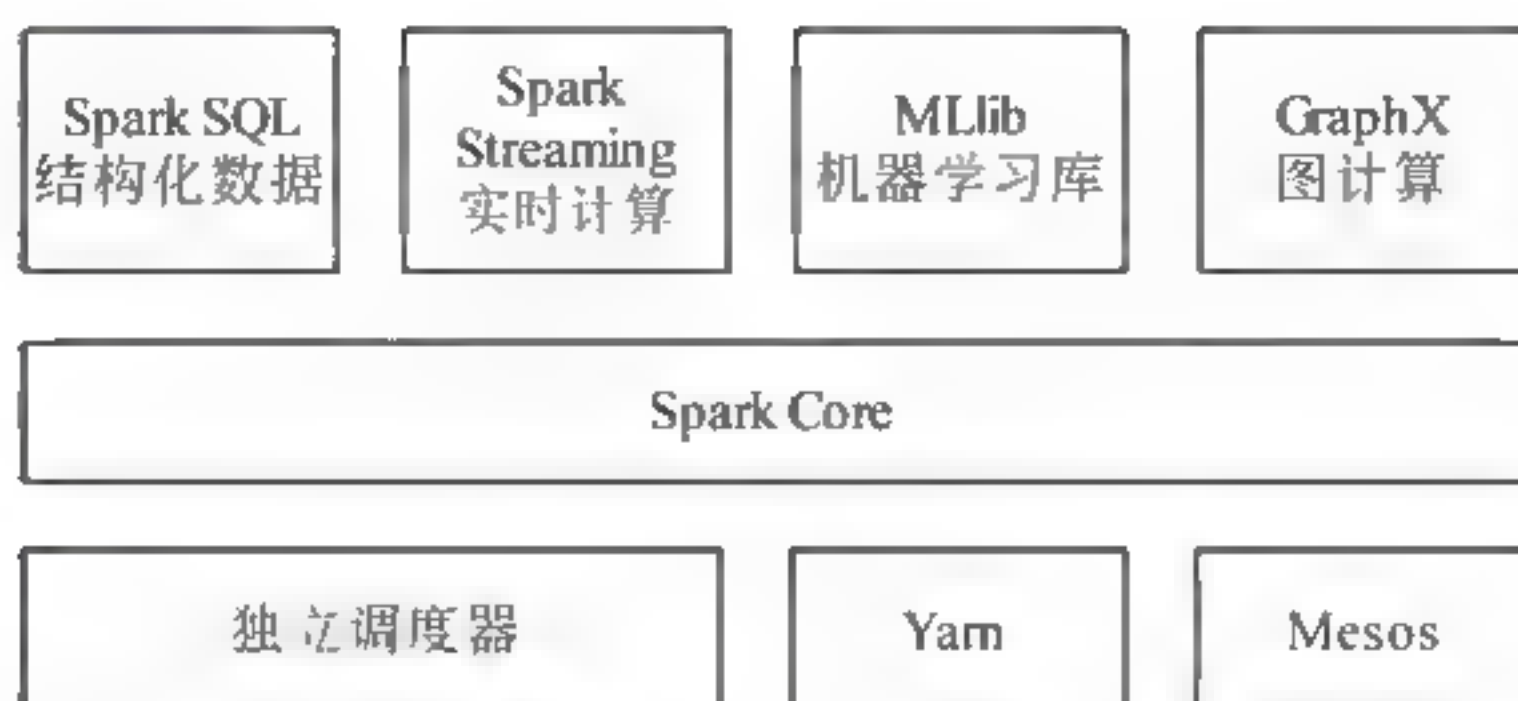 Spark SQL
结构化数据
Spark
Streaming
实时计算
MLlib
机器学习库
GraphX
图计算
Spark Core
独立调度器
Yarn
Mesos